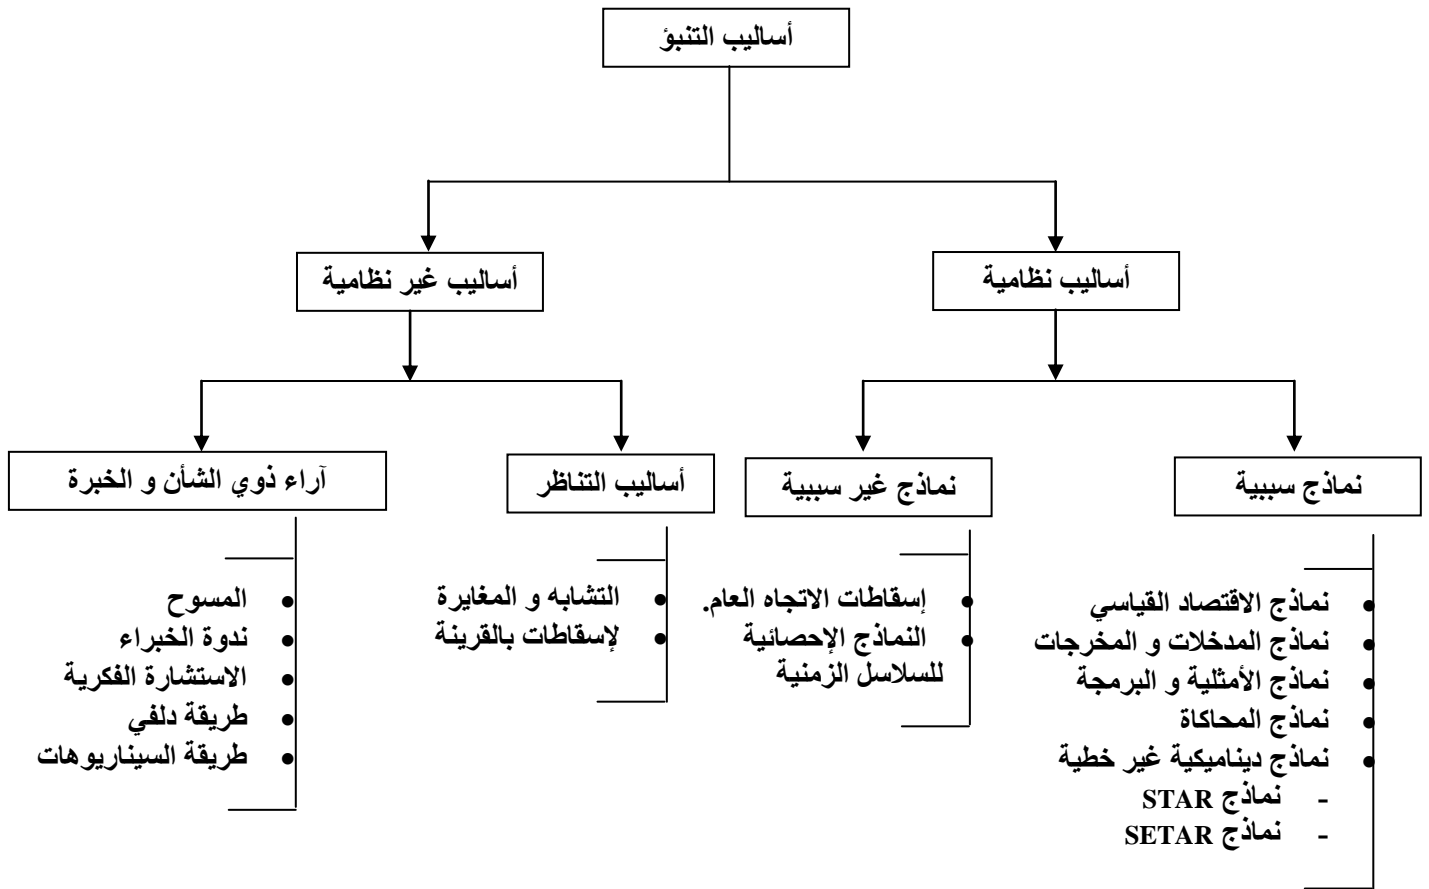 أساليب التنبؤ
أساليب نظامية
أساليب غير نظامية
نماذج سببية
نماذج غير سببية
أساليب التناظر
آراء ذوي الشأن و الخبرة
• نماذج الاقتصاد القياسي
• نماذج المدخلات و المخرجات
• نماذج الأمثلية و البرمجة
• نماذج المحاكاة
• نماذج ديناميكية غير خطية
- نماذج STAR
- نماذج SETAR
• إسقاطات الاتجاه العام.
• النماذج الإحصائية
للسلاسل الزمنية
• التشابه و المغايرة
• لإسقاطات بالقرينة
• المسوح
• ندوة الخبراء
• الاستشارة الفكرية
• طريقة دلفي
• طريقة السيناريوهات